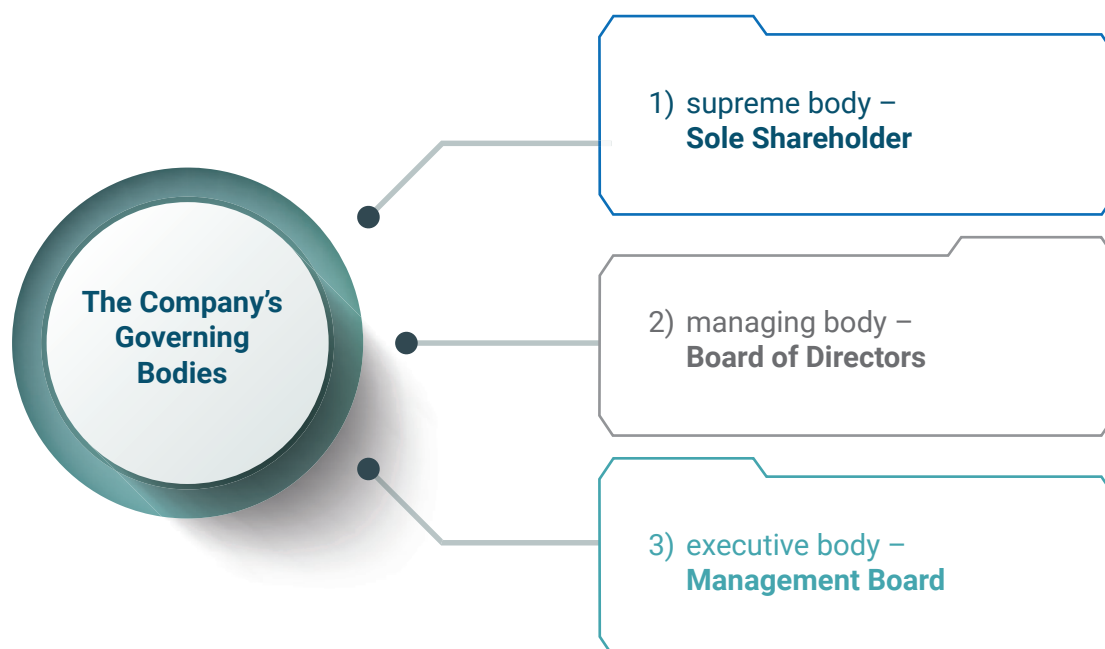 The Company’s
Governing
Bodies
1) supreme body –
Sole Shareholder
2) managing body –
Board of Directors
3) executive body –
Management Board